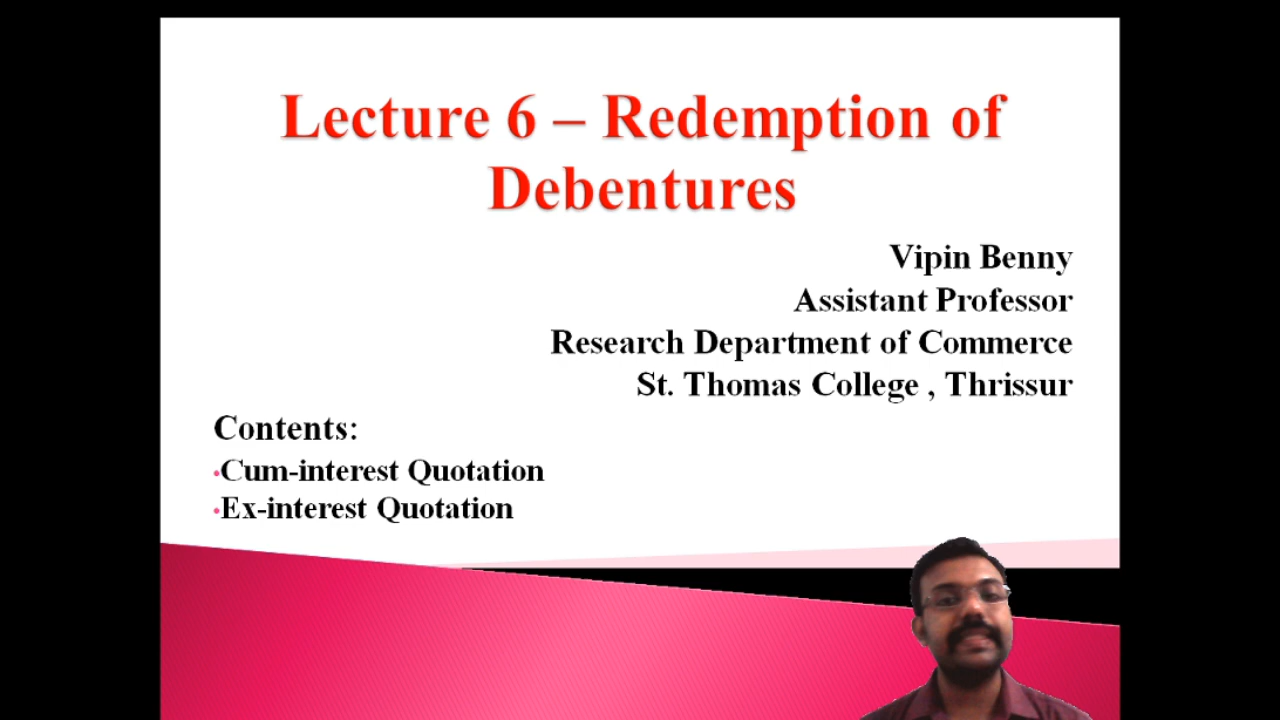 Lecture 6 – Redemption of
Debentures
Vipin Benny
Assistant Professor
Research Department of Commerce
St. Thomas College , Thrissur
Contents:
•Cum-interest Quotation
•Ex-interest Quotation